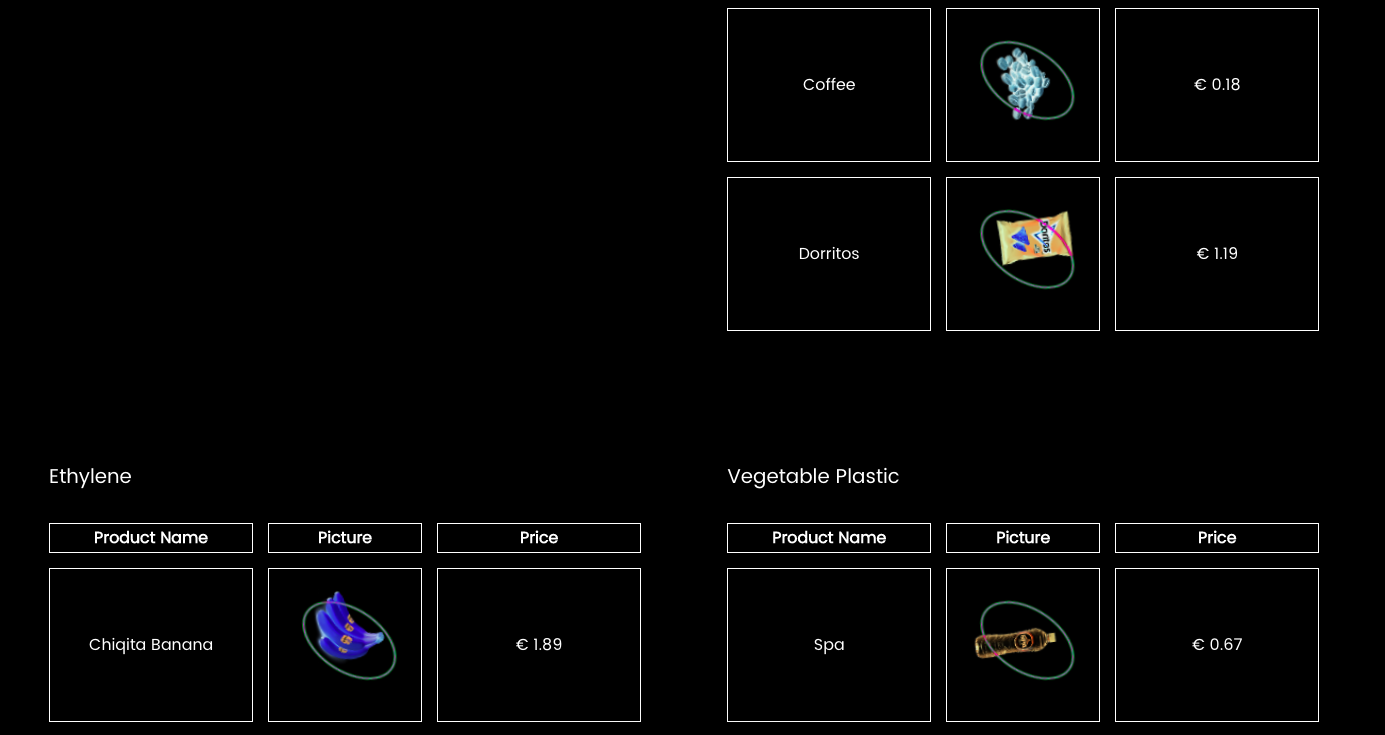 Coffee
€ 0.18
Dorritos
Doritos
€ 1.19
Ethylene
Vegetable Plastic
Product Name
Picture
Price
Product Name
Picture
Price
Chiqita Banana
€ 1.89
Spa
€ 0.67